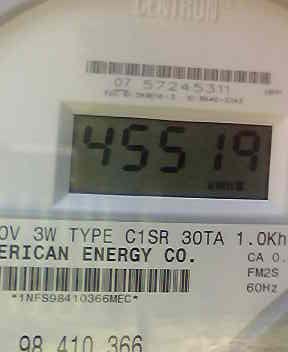 CENTRON
07 57245311
45519
0V 3W TYPE C1SR 30TA 1.0Kh
ERICAN ENERGY CO.
CA 0.
FM2S
60Hz
*1NFS98410366MEC*
98 410 366